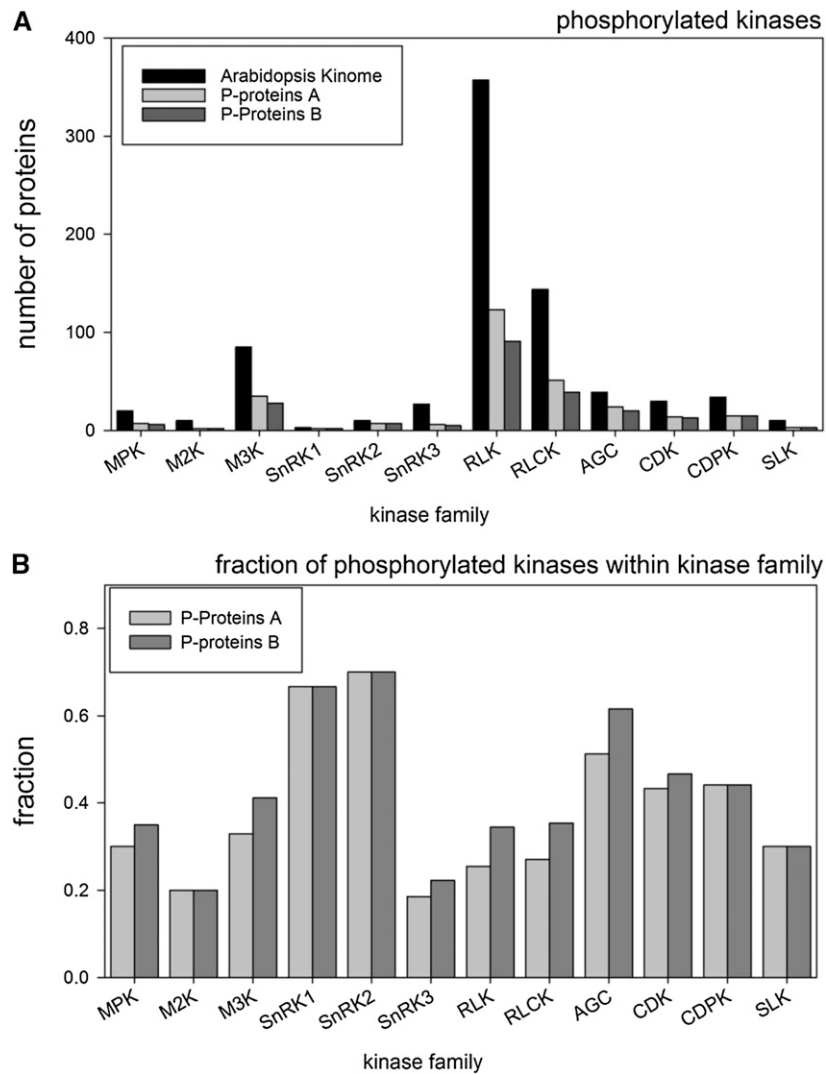 A
phosphorylated kinases
400
300
200
100
0
number of proteins
Arabidopsis Kinome
P-proteins A
P-Proteins B
MPK M2K M3K SnRK1 SnRK2 SnRK3 RLK RLCK AGC CDK CDPK SLK
kinase family
B
fraction of phosphorylated kinases within kinase family
0.8
0.6
0.4
0.2
0.0
fraction
P-Proteins A
P-proteins B
MPK M2K M3K SnRK1 SnRK2 SnRK3 RLK RLCK AGC CDK CDPK SLK
kinase family